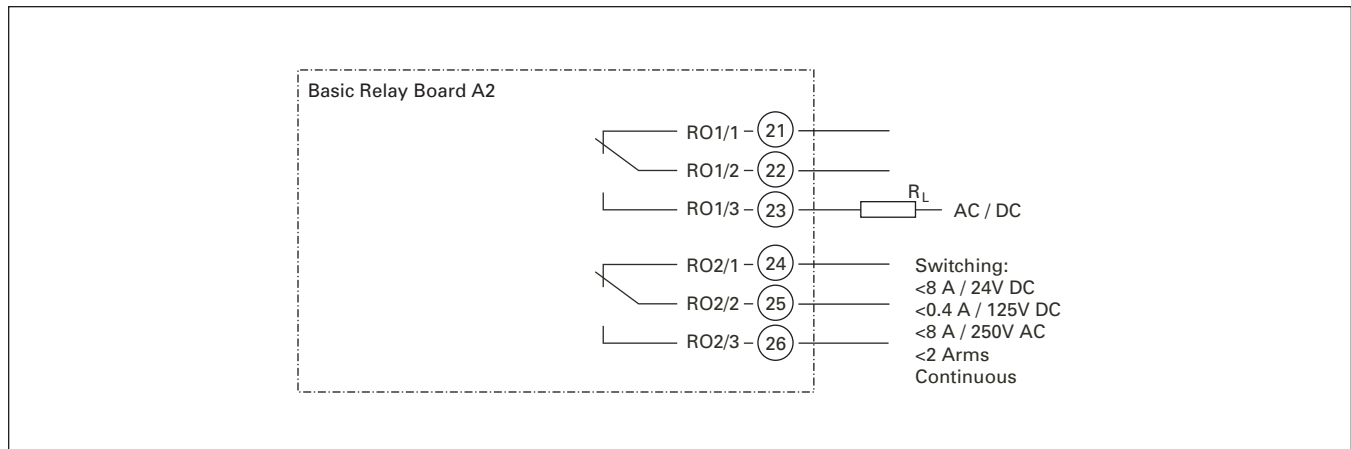 Basic Relay Board A2
RO1/1 21
RO1/2 22
RO1/3 23
RL
AC / DC
RO2/1 24
RO2/2 25
RO2/3 26
Switching:
<8 A / 24V DC
<0.4 A / 125V DC
<8 A / 250V AC
<2 Arms
Continuous